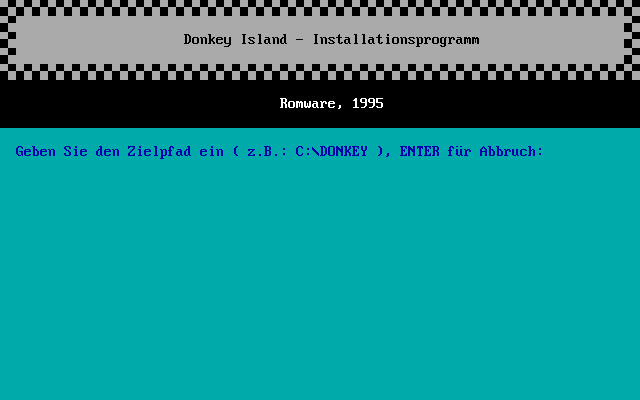 Donkey Island - Installationsprogramm
Romware, 1995
Geben Sie den Zielpfad ein ( z.B.: C:\DONKEY ), ENTER für Abbruch: